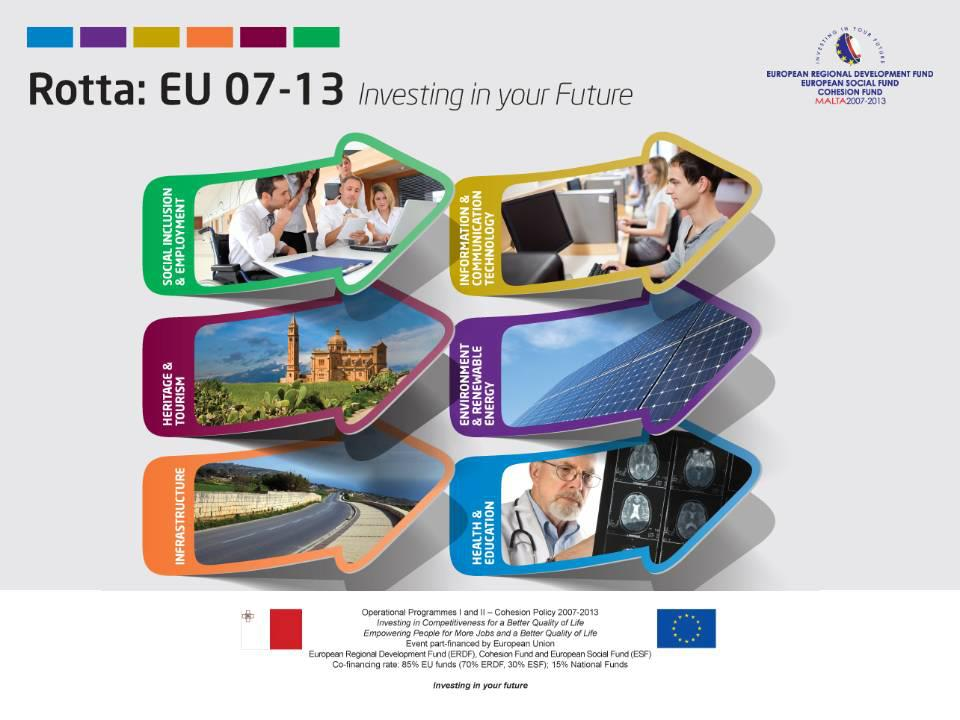 Rotta: EU 07-13 Investing in your Future
INVESTING IN YOUR FUTURE
EUROPEAN REGIONAL DEVELOPMENT FUND
EUROPEAN SOCIAL FUND
COHESION FUND
MALTA 2007-2013
SOCIAL INCLUSION
& EMPLOYMENT
INFORMATION &
COMMUNICATION
TECHNOLOGY
HERITAGE &
TOURISM
ENVIRONMENT
& RENEWABLE
ENERGY
INFRASTRUCTURE
HEALTH &
EDUCATION
Operational Programmes I and II – Cohesion Policy 2007-2013
Investing in Competitiveness for a Better Quality of Life
Empowering People for More Jobs and a Better Quality of Life
Event part-financed by European Union
European Regional Development Fund (ERDF), Cohesion Fund and European Social Fund (ESF)
Co-financing rate: 85% EU funds (70% ERDF, 30% ESF); 15% National Funds
Investing in your future